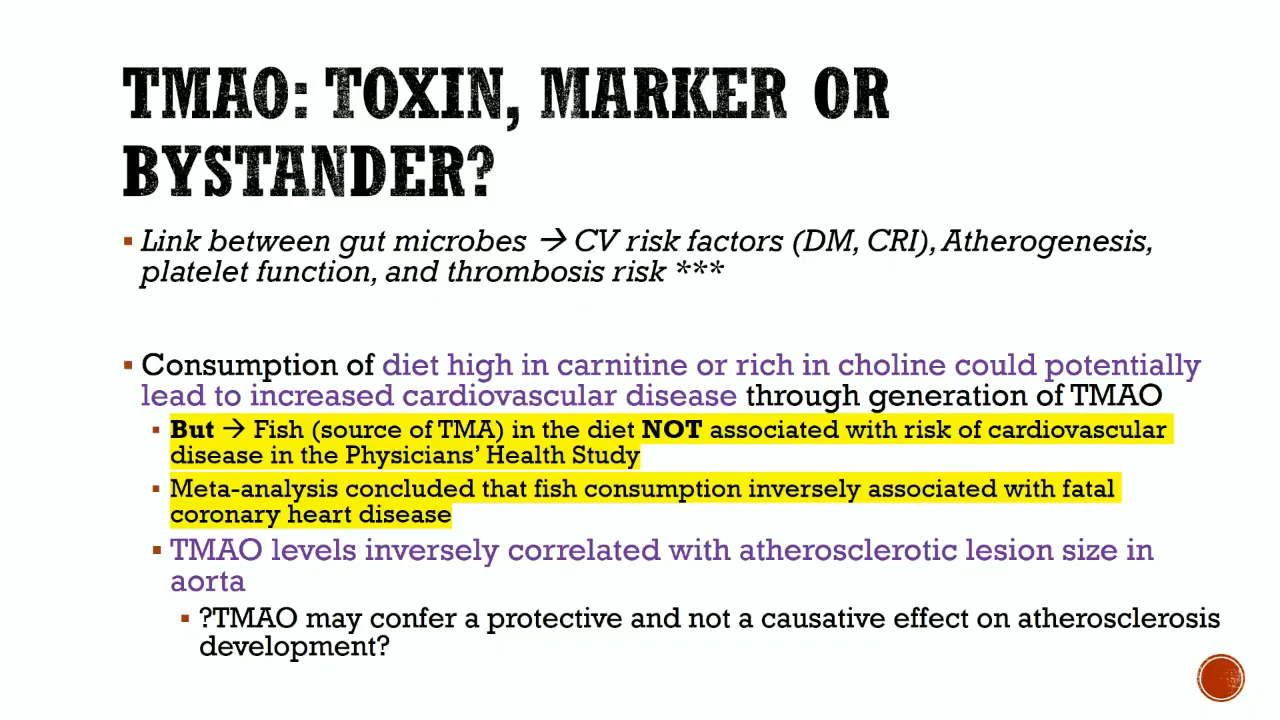 TMAO: TOXIN, MARKER OR
BYSTANDER?
▪ Link between gut microbes → CV risk factors (DM, CRI), Atherogenesis,
platelet function, and thrombosis risk ***
▪ Consumption of diet high in carnitine or rich in choline could potentially
lead to increased cardiovascular disease through generation of TMAO
▪ But → Fish (source of TMA) in the diet NOT associated with risk of cardiovascular
disease in the Physicians’ Health Study
▪ Meta-analysis concluded that fish consumption inversely associated with fatal
coronary heart disease
▪ TMAO levels inversely correlated with atherosclerotic lesion size in
aorta
▪ ?TMAO may confer a protective and not a causative effect on atherosclerosis
development?